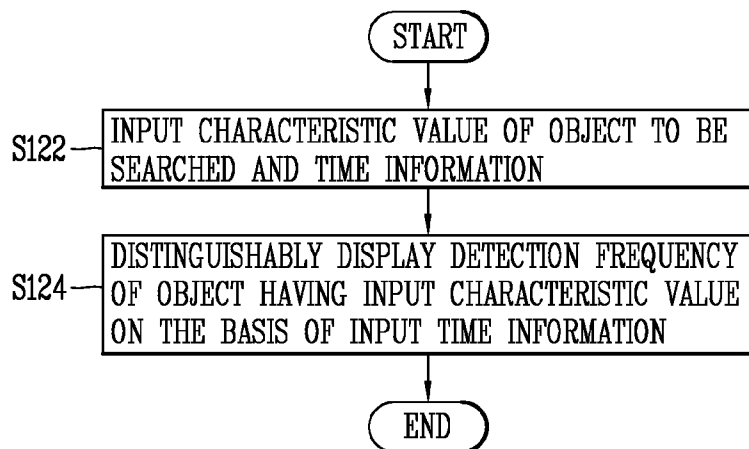 START
S122
INPUT CHARACTERISTIC VALUE OF OBJECT TO BE
SEARCHED AND TIME INFORMATION
S124
DISTINGUISHABLY DISPLAY DETECTION FREQUENCY
OF OBJECT HAVING INPUT CHARACTERISTIC VALUE
ON THE BASIS OF INPUT TIME INFORMATION
END